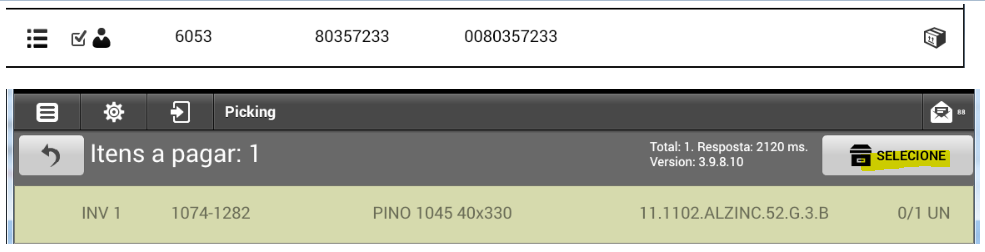 6053 80357233 0080357233
Picking 88
Itens a pagar: 1
Total: 1. Resposta: 2120 ms.
Version: 3.9.8.10
SELECIONE
INV 1 1074-1282 PINO 1045 40x330 11.1102.ALZINC.52.G.3.B 0/1 UN